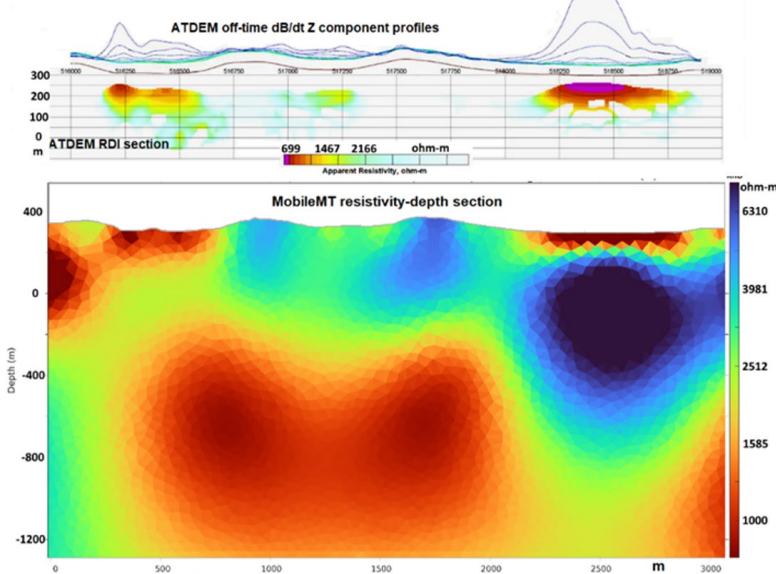 ATDEM off-time dB/dt Z component profiles
300
200
100
0
m
516000 516250 516500 516750 517000 517250 517500 517750 518000 518250 518500 518750 519000
ATDEM RDI section
699 1467 2166 ohm-m
Apparent Resistivity, ohm-m
MobileMT resistivity-depth section
ohm-m
400
0
-400
-800
-1200
Depth (m)
6310
3981
2512
1585
1000
0 500 1000 1500 2000 2500 m 3000